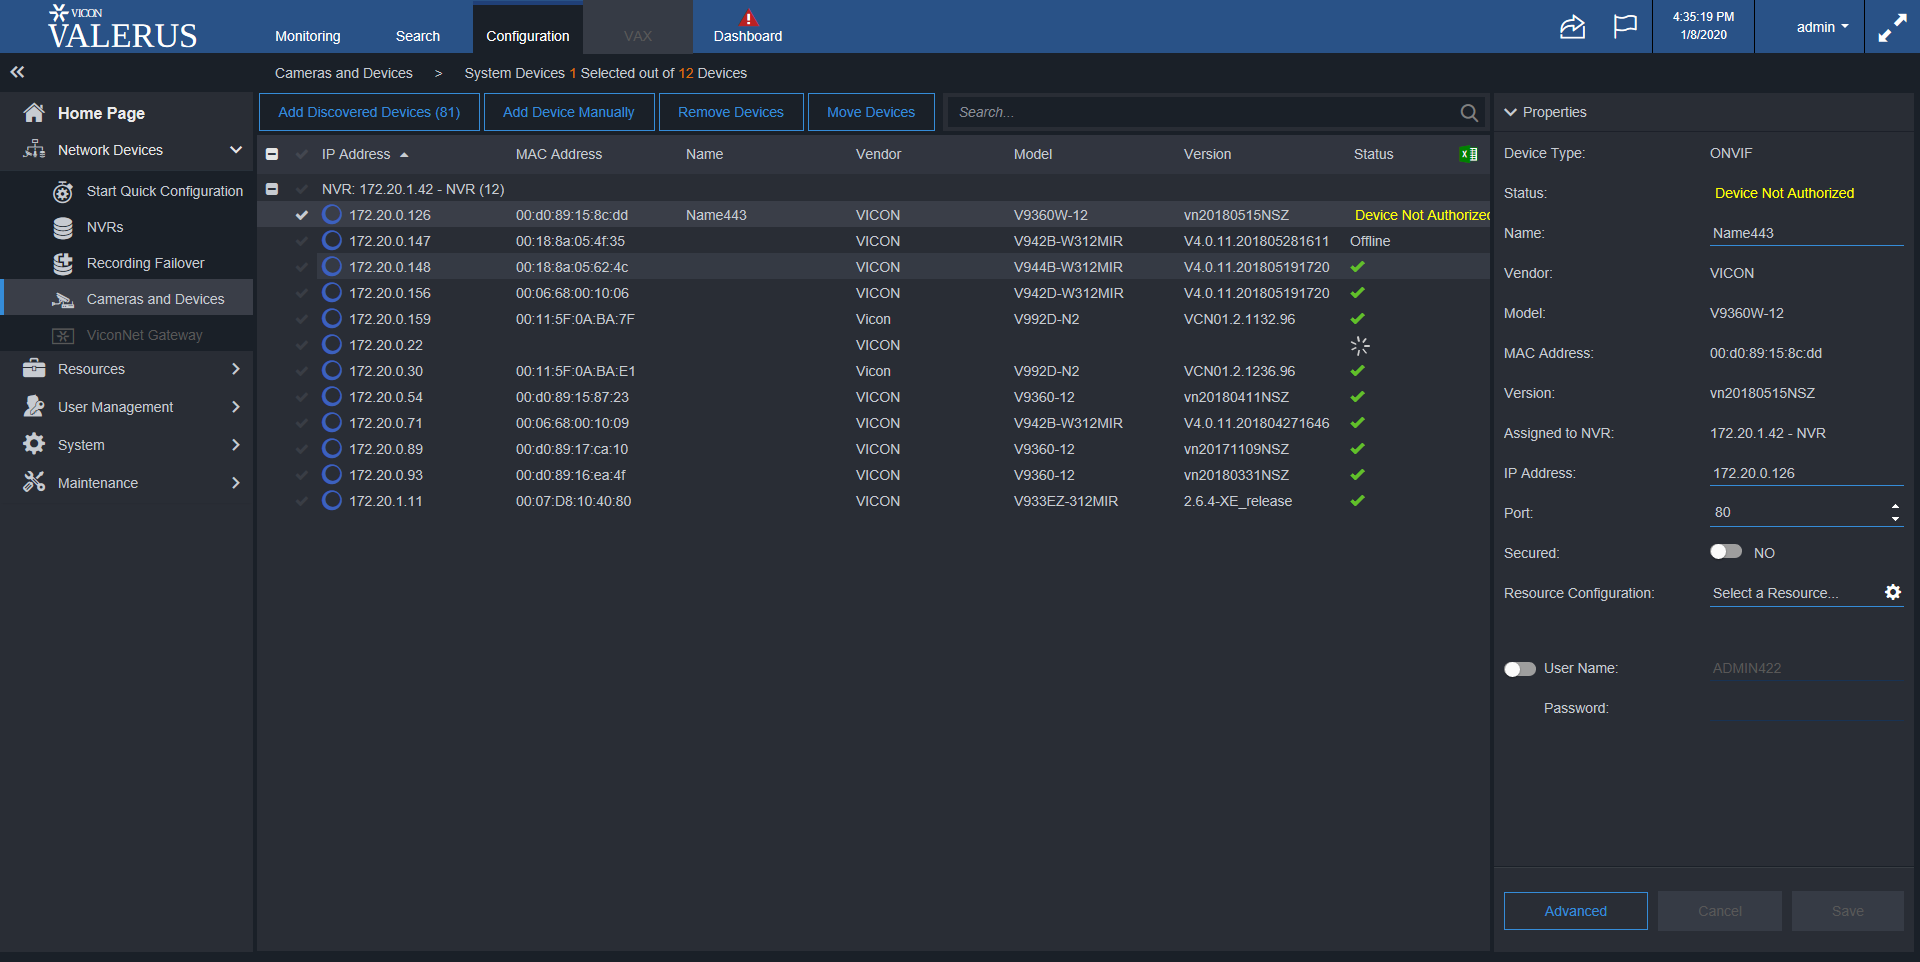 VICON
VALERUS
Monitoring
Search
Configuration
VAX
Dashboard
4:35:19 PM
1/8/2020
admin
Cameras and Devices > System Devices 1 Selected out of 12 Devices
Home Page
Network Devices
Start Quick Configuration
NVRs
Recording Failover
Cameras and Devices
ViconNet Gateway
Resources
User Management
System
Maintenance
Add Discovered Devices (81)
Add Device Manually
Remove Devices
Move Devices
Search...
IP Address MAC Address Name Vendor Model Version Status
NVR: 172.20.1.42 - NVR (12)
172.20.0.126 00:d0:89:15:8c:dd Name443 VICON V9360W-12 vn20180515NSZ Device Not Authorized
172.20.0.147 00:18:8a:05:4f:35 VICON V942B-W312MIR V4.0.11.201805281611 Offline
172.20.0.148 00:18:8a:05:62:4c VICON V944B-W312MIR V4.0.11.201805191720
172.20.0.156 00:06:68:00:10:06 VICON V942D-W312MIR V4.0.11.201805191720
172.20.0.159 00:11:5F:0A:BA:7F Vicon V992D-N2 VCN01.2.1132.96
172.20.0.22 VICON
172.20.0.30 00:11:5F:0A:BA:E1 Vicon V992D-N2 VCN01.2.1236.96
172.20.0.54 00:d0:89:15:87:23 VICON V9360-12 vn20180411NSZ
172.20.0.71 00:06:68:00:10:09 VICON V942B-W312MIR V4.0.11.201804271646
172.20.0.89 00:d0:89:17:ca:10 VICON V9360-12 vn20171109NSZ
172.20.0.93 00:d0:89:16:ea:4f VICON V9360-12 vn20180331NSZ
172.20.1.11 00:07:D8:10:40:80 VICON V933EZ-312MIR 2.6.4-XE_release
Properties
Device Type: ONVIF
Status: Device Not Authorized
Name: Name443
Vendor: VICON
Model: V9360W-12
MAC Address: 00:d0:89:15:8c:dd
Version: vn20180515NSZ
Assigned to NVR: 172.20.1.42 - NVR
IP Address: 172.20.0.126
Port: 80
Secured: NO
Resource Configuration: Select a Resource...
User Name: ADMIN422
Password:
Advanced
Cancel
Save